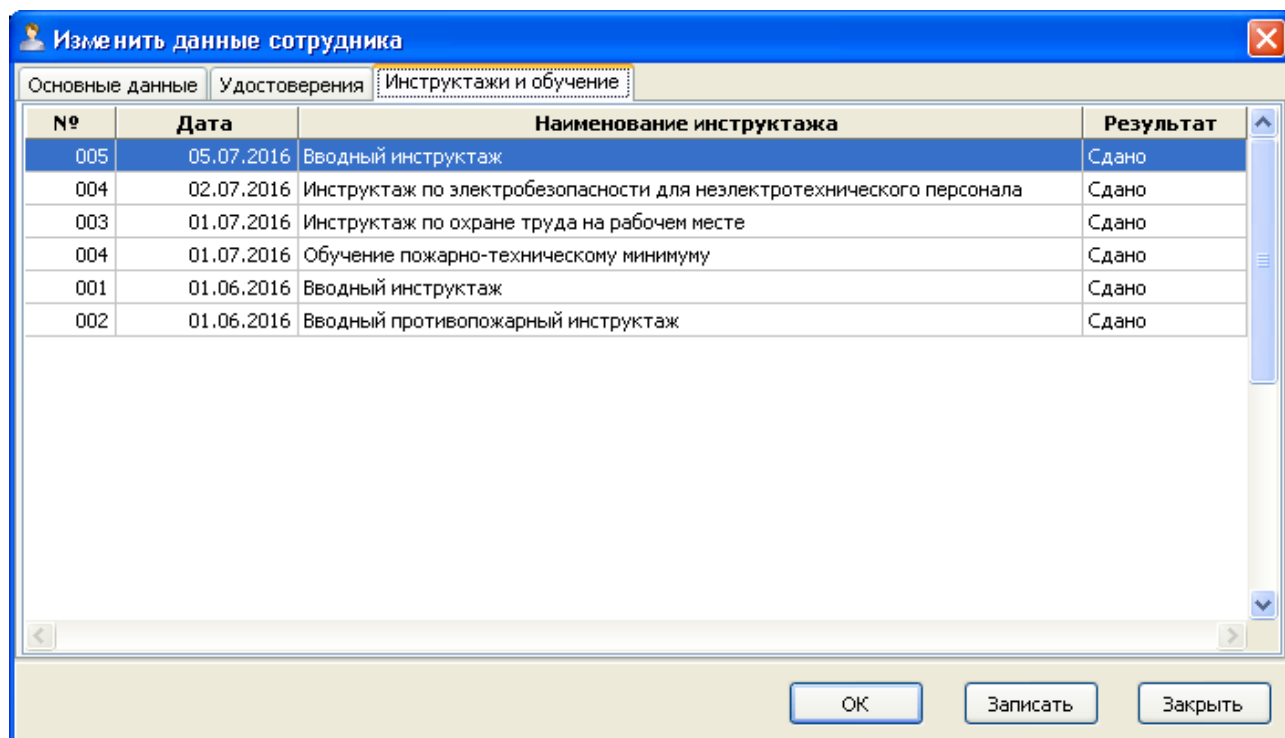 Изменить данные сотрудника
Основные данные Удостоверения Инструктажи и обучение
№ Дата Наименование инструктажа Результат
005 05.07.2016 Вводный инструктаж Сдано
004 02.07.2016 Инструктаж по электробезопасности для неэлектротехнического персонала Сдано
003 01.07.2016 Инструктаж по охране труда на рабочем месте Сдано
004 01.07.2016 Обучение пожарно-техническому минимуму Сдано
001 01.06.2016 Вводный инструктаж Сдано
002 01.06.2016 Вводный противопожарный инструктаж Сдано
ОК Записать Закрыть